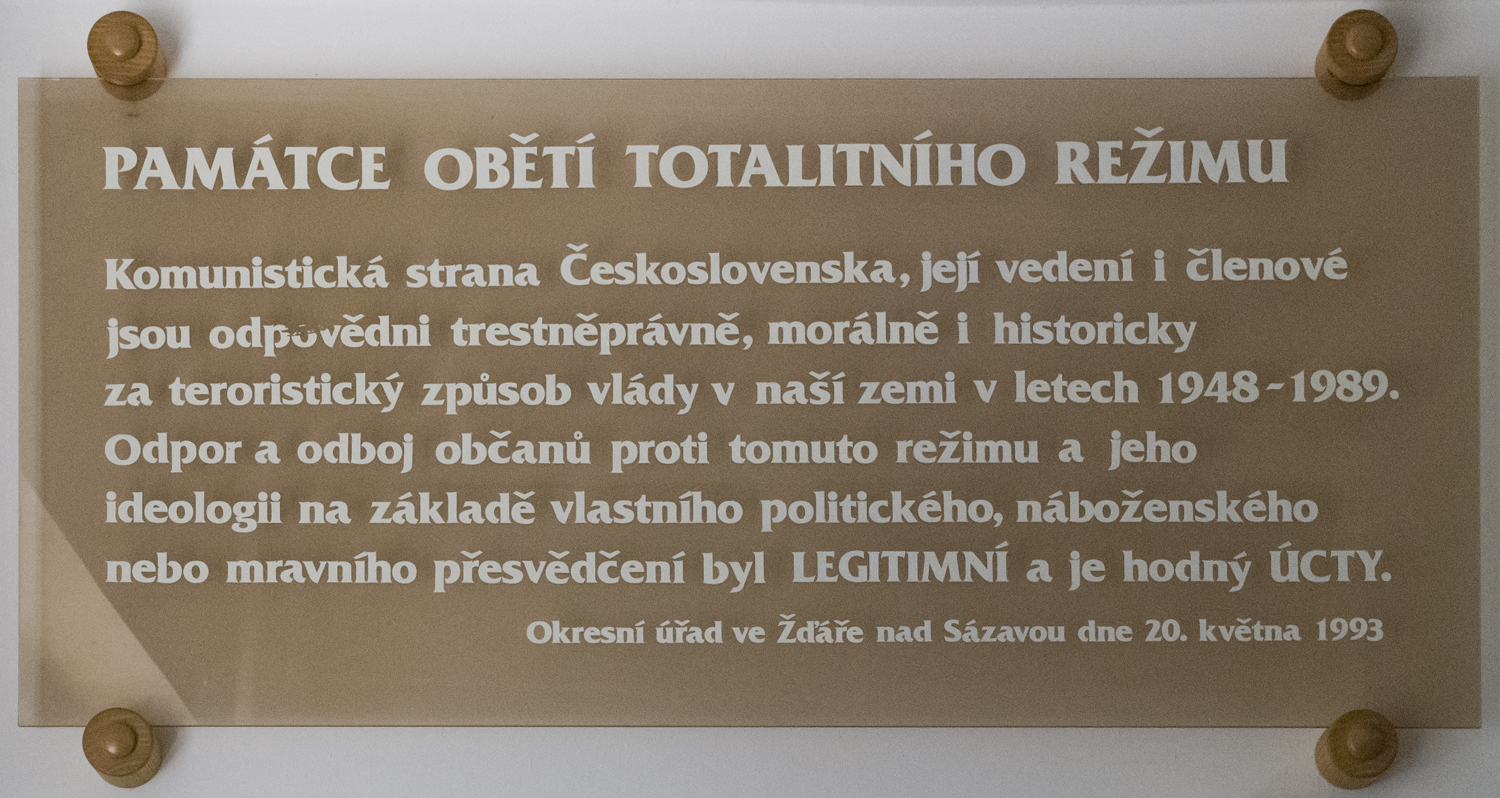 PAMÁTCE OBĚTÍ TOTALITNÍHO REŽIMU
Komunistická strana Československa, její vedení i členové
jsou odpovědni trestněprávně, morálně i historicky
za teroristický způsob vlády v naší zemi v letech 1948-1989.
Odpor a odboj občanů proti tomuto režimu a jeho
ideologii na základě vlastního politického, náboženského
nebo mravního přesvědčení byl LEGITIMNÍ a je hodný ÚCTY.
Okresní úřad ve Žďáře nad Sázavou dne 20. května 1993